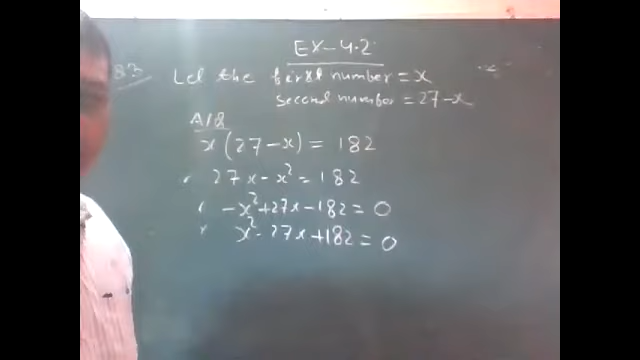 EX-4.2
83 Let the first number = x
second number = 27-x
A/Q
x(27-x) = 182
27x - x² = 182
-x²+27x-182=0
x²-27x+182=0